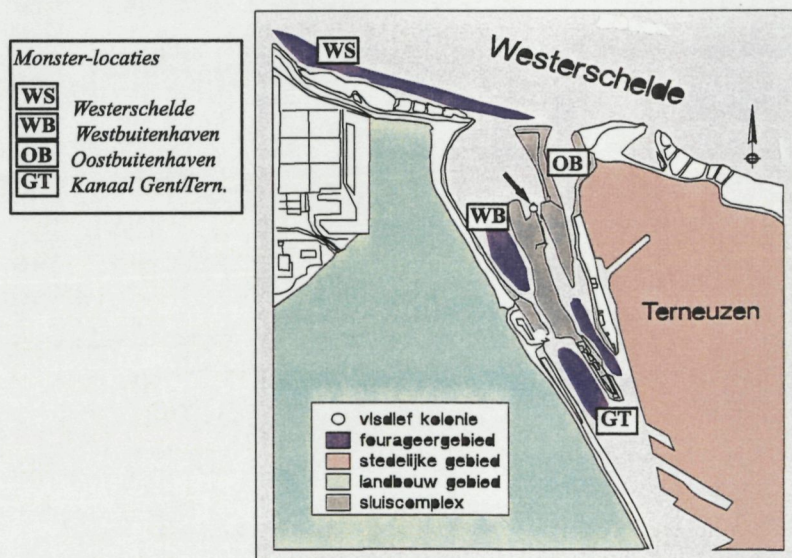 Monster-locaties
WS Westerschelde
WB Westbuitenhaven
OB Oostbuitenhaven
GT Kanaal Gent/Tern.
WS
Westerschelde
OB
WB
Terneuzen
GT
visdief kolonie
fourageergebied
stedelijke gebied
landbouw gebied
sluiscomplex